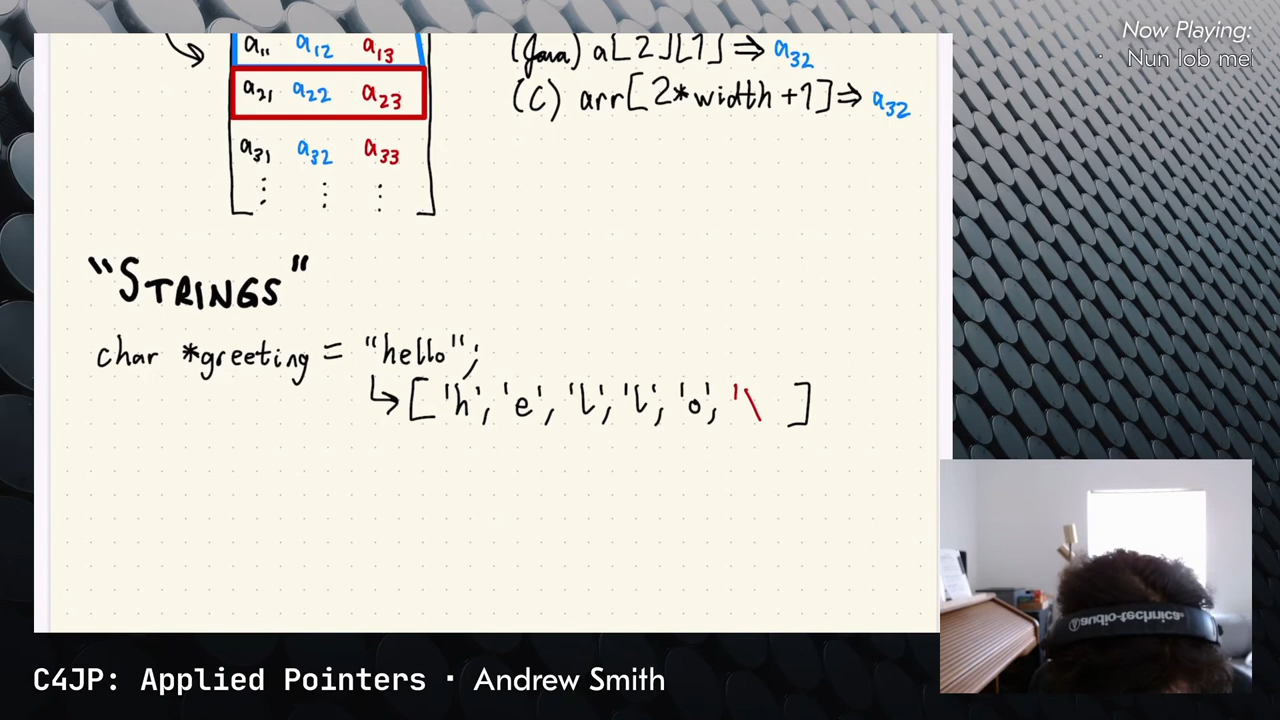 Now Playing:
· Nun lob mei
a11 a12 a13
(Java) a[2][1] ⇒ a32
a21 a22 a23
(C) arr[2*width+1] ⇒ a32
a31 a32 a33
⋮ ⋮ ⋮
"STRINGS"
char *greeting = "hello";
↳ ['h', 'e', 'l', 'l', 'o', '\ ]
audio-technica
C4JP: Applied Pointers · Andrew Smith